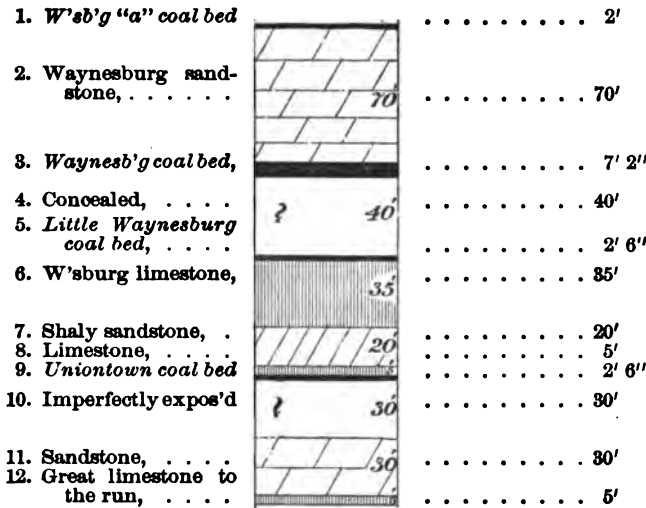 1. W'sb'g "a" coal bed . . . . . . . . . 2'
2. Waynesburg sand-
stone, . . . . . . 70' . . . . . . . . . 70'
3. Waynesb'g coal bed, . . . . . . . . . 7' 2"
4. Concealed, . . . . ? 40' . . . . . . . . . 40'
5. Little Waynesburg
coal bed, . . . . . . . . . . . . . 2' 6"
6. W'sburg limestone, 35' . . . . . . . . . 35'
7. Shaly sandstone, . 20' . . . . . . . . . 20'
8. Limestone, . . . . . . . . . . . . . 5'
9. Uniontown coal bed . . . . . . . . . 2' 6"
10. Imperfectly expos'd ? 30' . . . . . . . . . 30'
11. Sandstone, . . . . 30' . . . . . . . . . 30'
12. Great limestone to
the run, . . . . . . . . . . . . . 5'